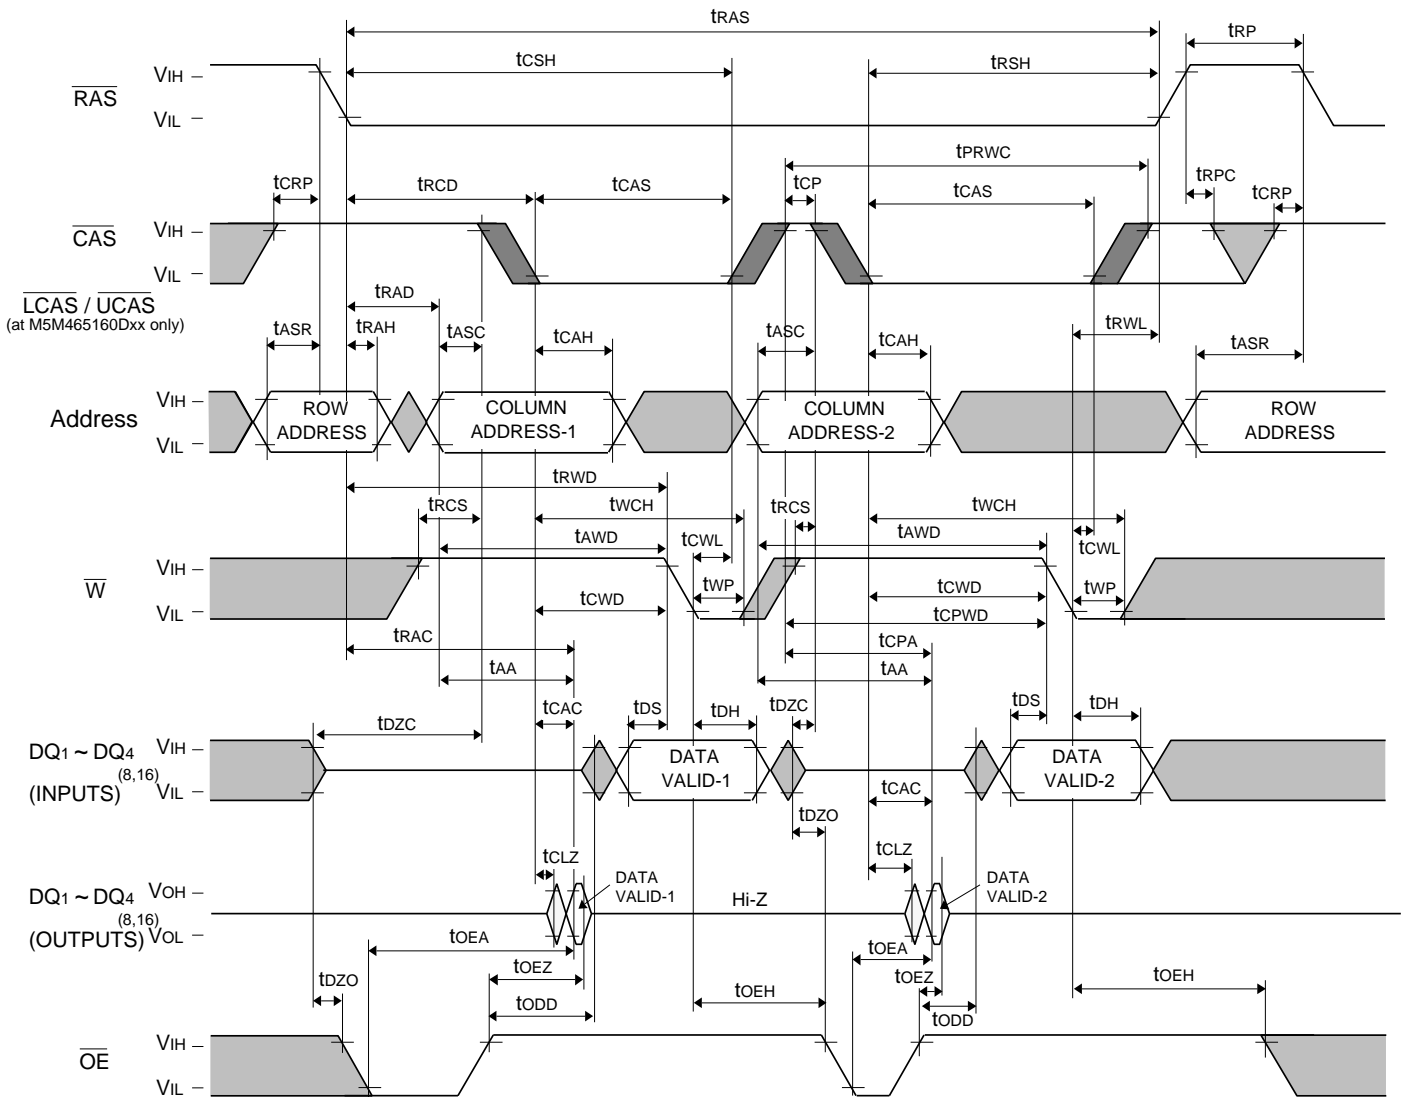 tRAS
tRP
tCSH
tRSH
VIH
RAS
VIL
tPRWC
tCRP
tRCD
tCAS
tCP
tCAS
tRPC
tCRP
VIH
CAS
VIL
LCAS / UCAS
(at M5M465160Dxx only)
tRAD
tASR
tRAH
tASC
tCAH
tASC
tCAH
tRWL
tASR
VIH
Address
VIL
ROW
ADDRESS
COLUMN
ADDRESS-1
COLUMN
ADDRESS-2
ROW
ADDRESS
tRWD
tRCS
tWCH
tRCS
tWCH
tAWD
tCWL
tAWD
tCWL
VIH
W
VIL
tCWD
tWP
tCWD
tWP
tCPWD
tRAC
tCPA
tAA
tAA
tDZC
tCAC
tDS
tDH
tDZC
tDS
tDH
DQ1 ~ DQ4
VIH
(8,16)
(INPUTS)
VIL
DATA
VALID-1
DATA
VALID-2
tCAC
tDZO
tCLZ
tCLZ
DQ1 ~ DQ4
VOH
(8,16)
(OUTPUTS)
VOL
DATA
VALID-1
Hi-Z
DATA
VALID-2
tOEA
tOEA
tDZO
tOEZ
tOEH
tOEZ
tOEH
tODD
tODD
VIH
OE
VIL